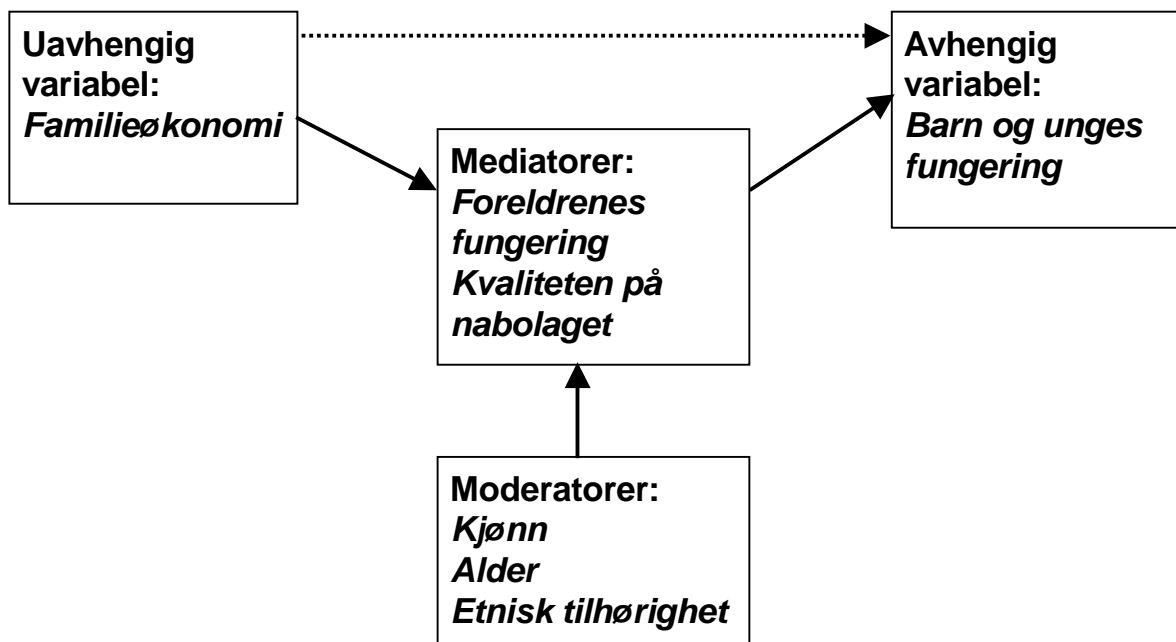 Uavhengig
variabel:
Familieøkonomi
Avhengig
variabel:
Barn og unges
fungering
Mediatorer:
Foreldrenes
fungering
Kvaliteten på
nabolaget
Moderatorer:
Kjønn
Alder
Etnisk tilhørighet